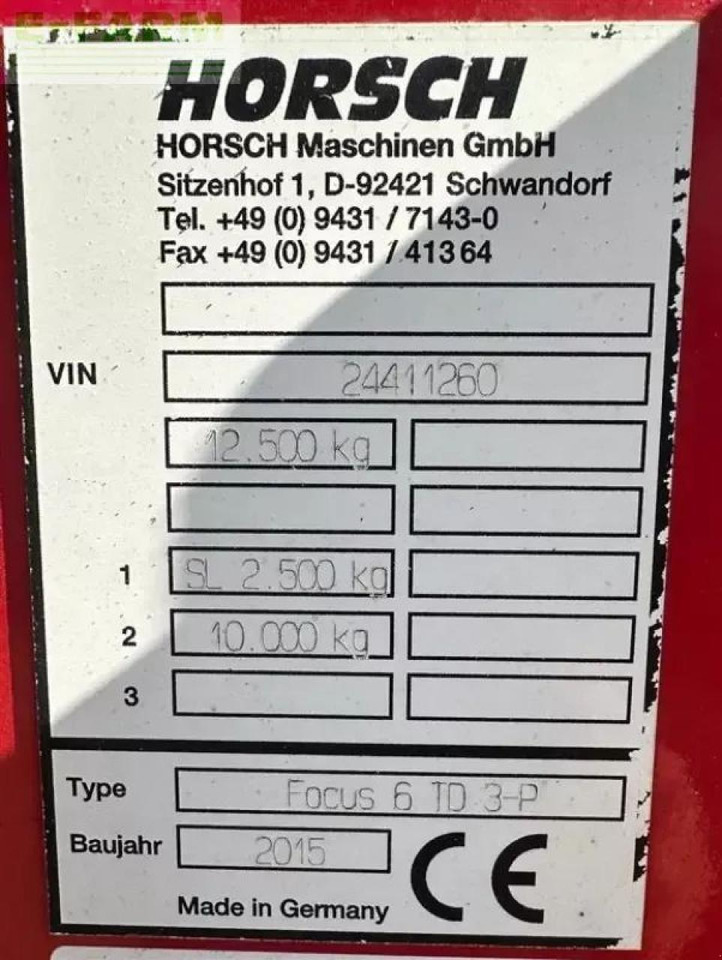 HORSCH
HORSCH Maschinen GmbH
Sitzenhof 1, D-92421 Schwandorf
Tel. +49 (0) 9431 / 7143-0
Fax +49 (0) 9431 / 413 64
VIN 24411260
12.500 kg
1 SL 2.500 kg
2 10.000 kg
3
Type Focus 6 TD 3-P
Baujahr 2015
CE
Made in Germany